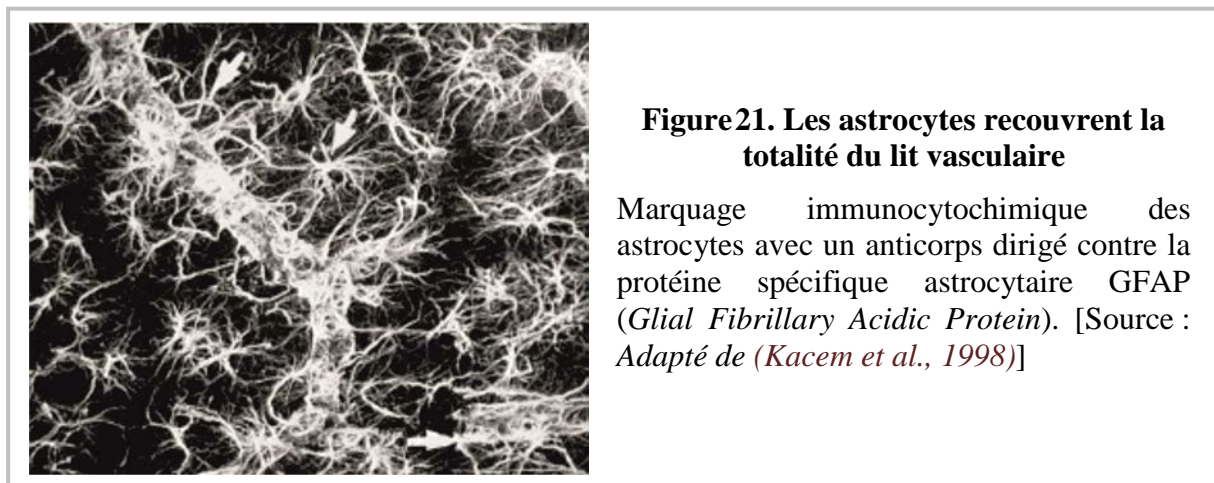 Figure 21. Les astrocytes recouvrent la
totalité du lit vasculaire
Marquage immunocytochimique des
astrocytes avec un anticorps dirigé contre la
protéine spécifique astrocytaire GFAP
(Glial Fibrillary Acidic Protein). [Source :
Adapté de (Kacem et al., 1998)]